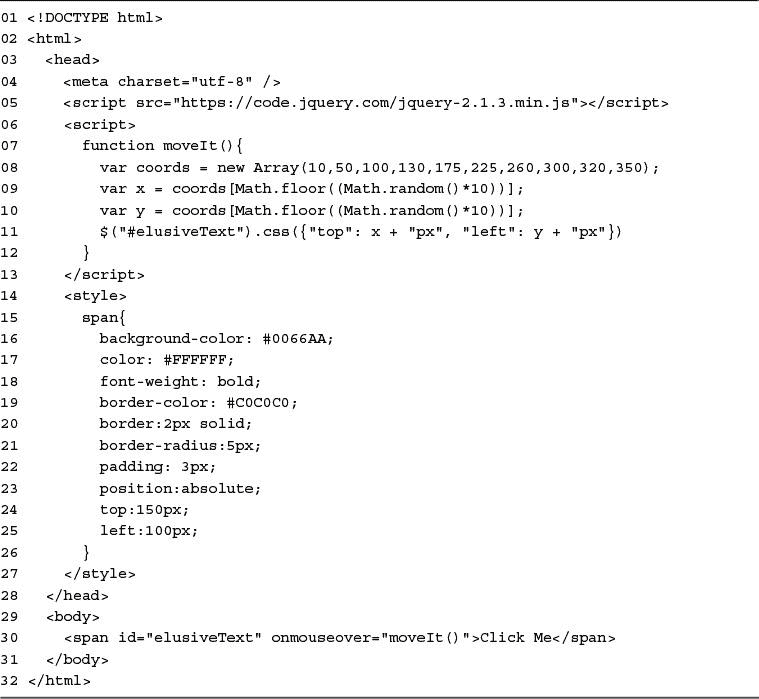 01 <!DOCTYPE html>
02 <html>
03   <head>
04     <meta charset="utf-8" />
05     <script src="https://code.jquery.com/jquery-2.1.3.min.js"></script>
06     <script>
07       function moveIt(){
08         var coords = new Array(10,50,100,130,175,225,260,300,320,350);
09         var x = coords[Math.floor((Math.random()*10))];
10         var y = coords[Math.floor((Math.random()*10))];
11         $("#elusiveText").css({"top": x + "px", "left": y + "px"})
12       }
13     </script>
14     <style>
15       span{
16         background-color: #0066AA;
17         color: #FFFFFF;
18         font-weight: bold;
19         border-color: #C0C0C0;
20         border:2px solid;
21         border-radius:5px;
22         padding: 3px;
23         position:absolute;
24         top:150px;
25         left:100px;
26       }
27     </style>
28   </head>
29   <body>
30     <span id="elusiveText" onmouseover="moveIt()">Click Me</span>
31   </body>
32 </html>